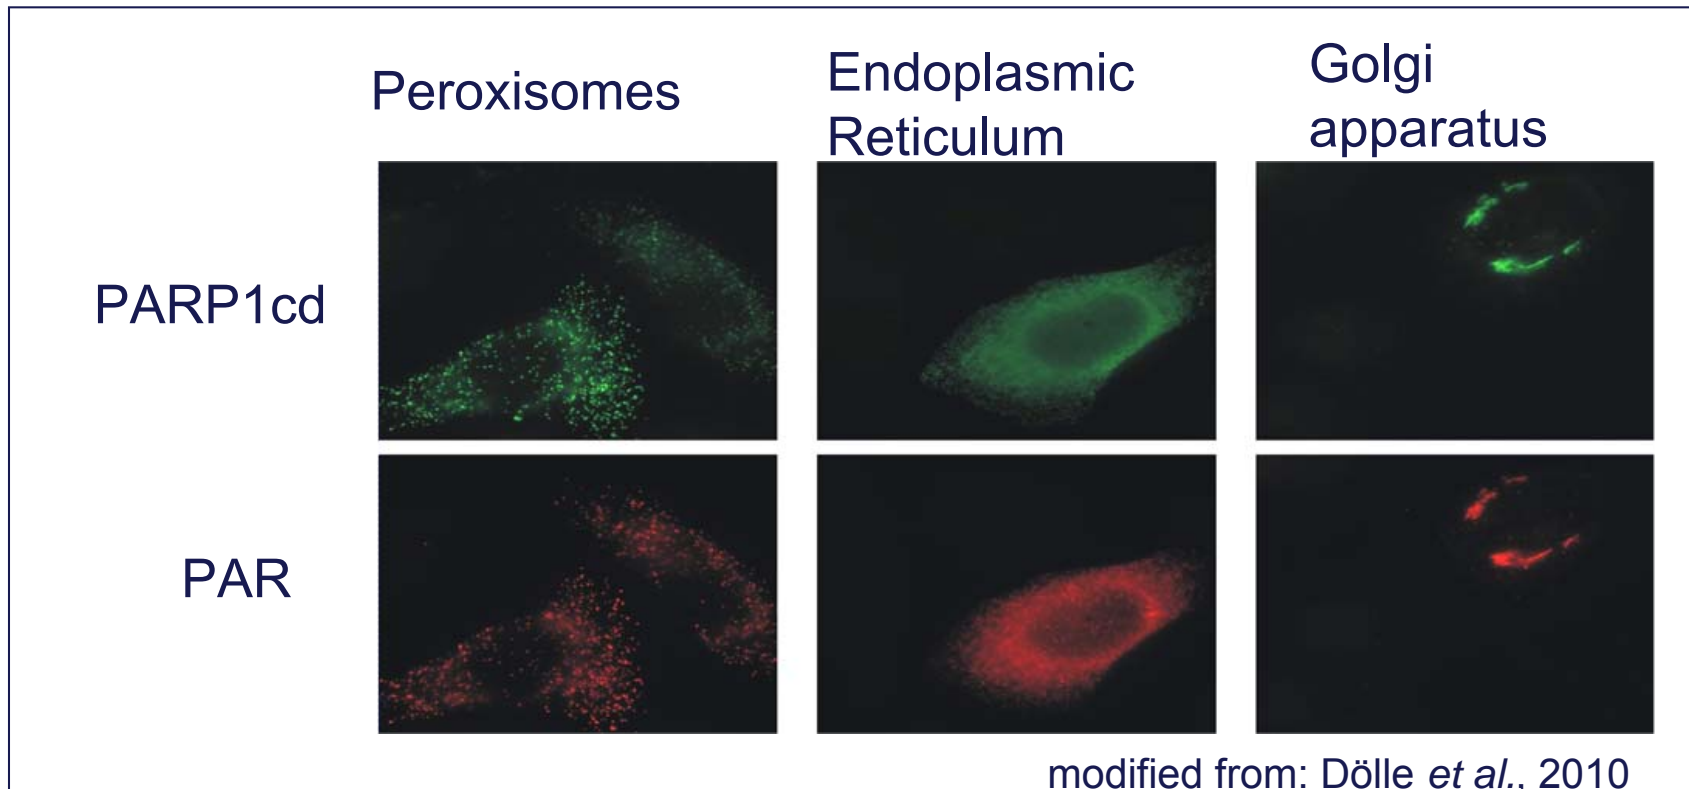 Peroxisomes
Endoplasmic
Reticulum
Golgi
apparatus
PARP1cd
PAR
modified from: Dölle et al., 2010